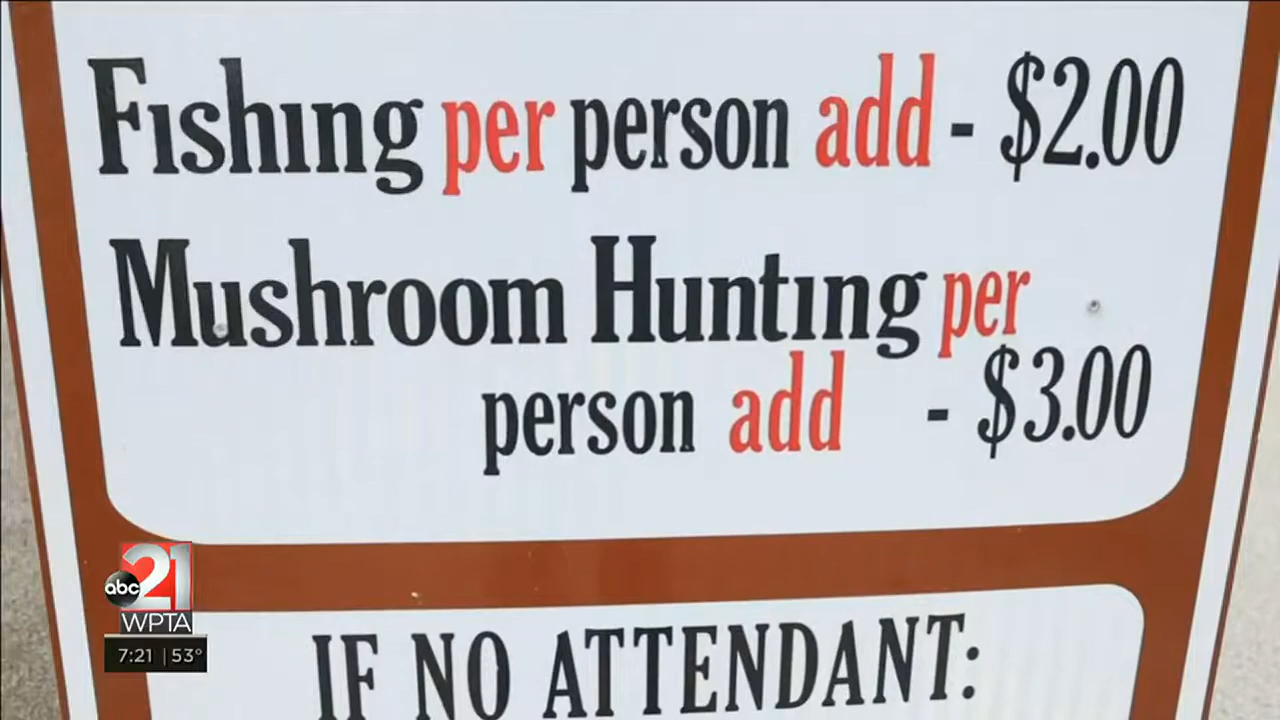 Fishing per person add - $2.00
Mushroom Hunting per
person add - $3.00
IF NO ATTENDANT:
abc 21
WPTA
7:21 | 53°